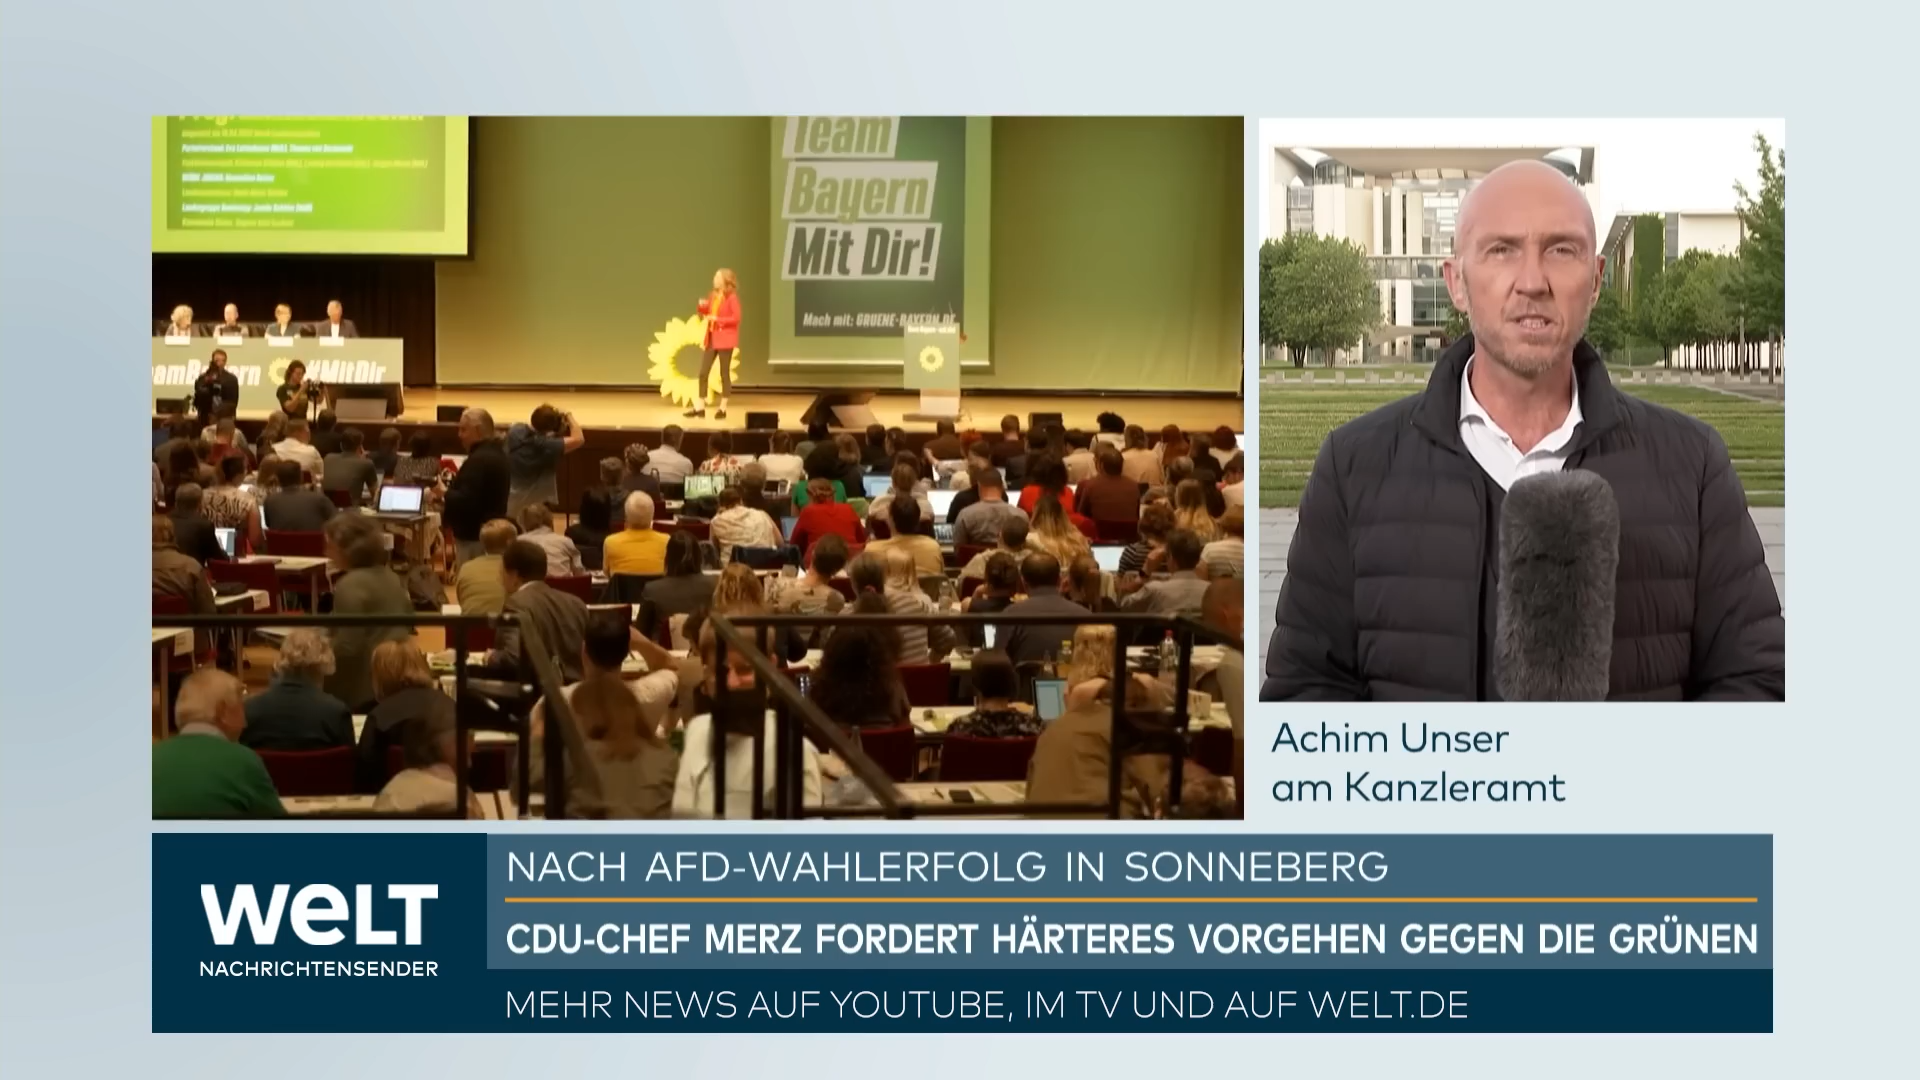 Team
Bayern
Mit Dir!
Mach mit: GRUENE-BAYERN.DE
#MitDir
Achim Unser
am Kanzleramt
NACH AFD-WAHLERFOLG IN SONNEBERG
CDU-CHEF MERZ FORDERT HÄRTERES VORGEHEN GEGEN DIE GRÜNEN
MEHR NEWS AUF YOUTUBE, IM TV UND AUF WELT.DE
WELT
NACHRICHTENSENDER